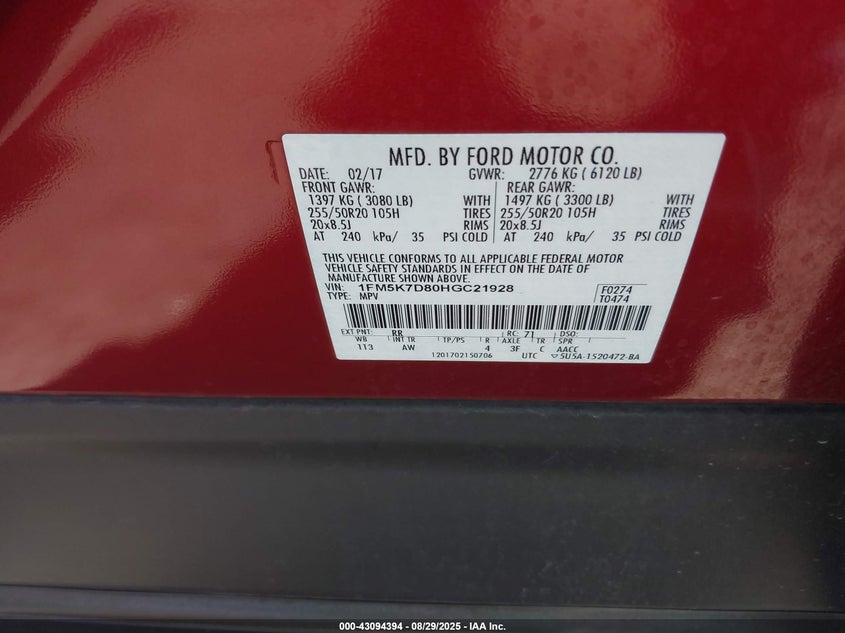 MFD. BY FORD MOTOR CO.
DATE: 02/17 GVWR: 2776 KG ( 6120 LB)
FRONT GAWR: REAR GAWR:
1397 KG ( 3080 LB) WITH 1497 KG ( 3300 LB) WITH
255/50R20 105H TIRES 255/50R20 105H TIRES
20x8.5J RIMS 20x8.5J RIMS
AT 240 kPa/ 35 PSI COLD AT 240 kPa/ 35 PSI COLD
THIS VEHICLE CONFORMS TO ALL APPLICABLE FEDERAL MOTOR
VEHICLE SAFETY STANDARDS IN EFFECT ON THE DATE OF
MANUFACTURE SHOWN ABOVE.
VIN: 1FM5K7D80HGC21928 F0274
TYPE: MPV T0474
EXT PNT: RR RC: 71 DSO:
WB INT TR TP/PS R AXLE TR SPR
113 AW 4 3F C AACC
1201702150706 UTC ▽5U5A-1520472-BA
000-43094394 - 08/29/2025 - IAA Inc.